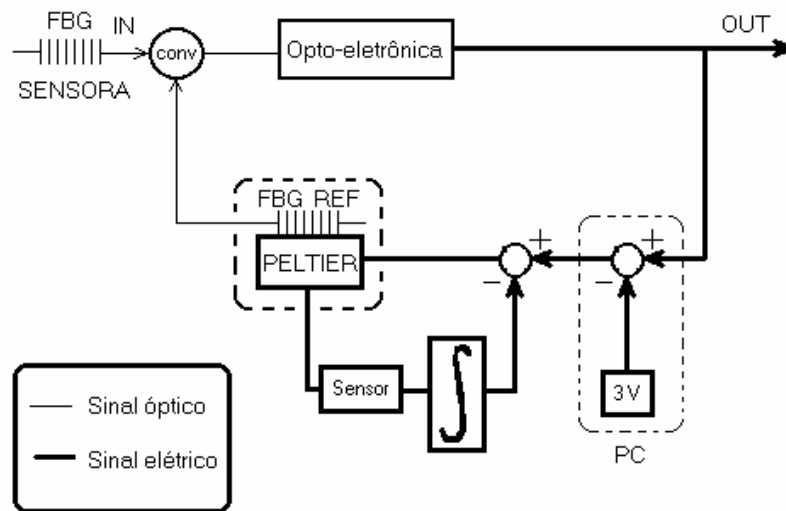 FBG
IN
SENSORA
conv
Opto-eletrônica
OUT
FBG REF
PELTIER
+
−
+
−
Sensor
∫
3V
PC
Sinal óptico
Sinal elétrico